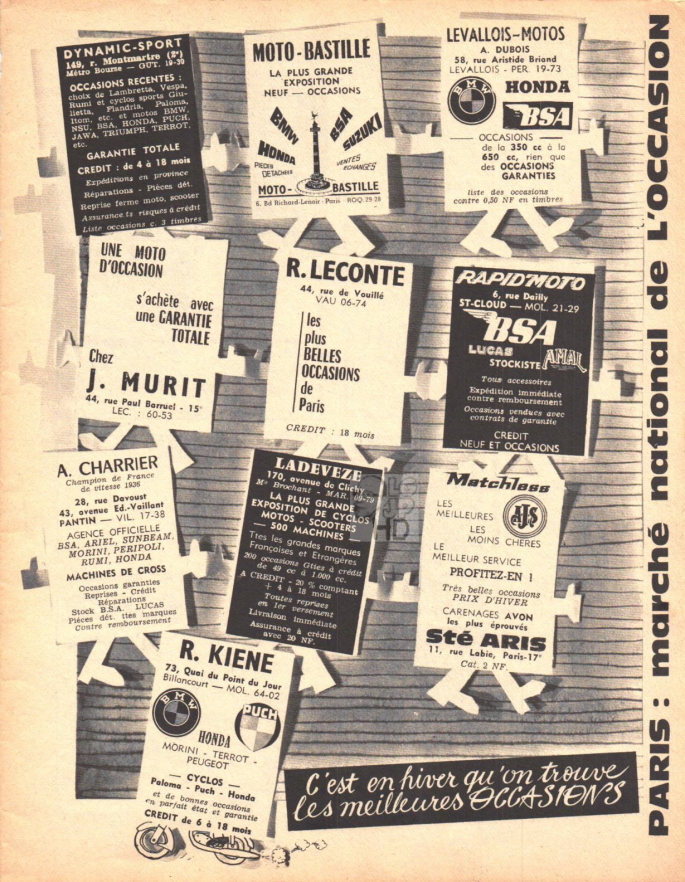 DYNAMIC-SPORT
149, r. Montmartre (2e)
Métro Bourse — GUT. 19-39
OCCASIONS RECENTES :
choix de Lambretta, Vespa,
Rumi et cyclos sports Giu-
lietta, Flandria, Paloma,
Itom, etc. et motos BMW,
NSU, BSA, HONDA, PUCH,
JAWA, TRIUMPH, TERROT,
etc.
GARANTIE TOTALE
CREDIT : de 4 à 18 mois
Expéditions en province
Réparations - Pièces dét.
Reprise ferme moto, scooter
Assurance ts risques à crédit
Liste occasions c. 3 timbres
MOTO - BASTILLE
LA PLUS GRANDE
EXPOSITION
NEUF — OCCASIONS
BMW
BSA
HONDA
SUZUKI
PIECES
DETACHEES
VENTES
ECHANGES
MOTO - BASTILLE
6, Bd Richard-Lenoir - Paris ROQ. 29-28
LEVALLOIS-MOTOS
A. DUBOIS
58, rue Aristide Briand
LEVALLOIS - PER. 19-73
BMW
HONDA
BSA
— OCCASIONS —
de la 350 cc à la
650 cc, rien que
des OCCASIONS
GARANTIES
liste des occasions
contre 0,50 NF en timbres
UNE MOTO
D'OCCASION
s'achète avec
une GARANTIE
TOTALE
Chez
J. MURIT
44, rue Paul Barruel - 15e
LEC. : 60-53
R. LECONTE
44, rue de Vouillé
VAU 06-74
les
plus
BELLES
OCCASIONS
de
Paris
CREDIT : 18 mois
RAPID'MOTO
6, rue Dailly
ST-CLOUD — MOL. 21-29
BSA
LUCAS
STOCKISTE AMAL
Tous accessoires
Expédition immédiate
contre remboursement
Occasions vendues avec
contrats de garantie
CREDIT
NEUF ET OCCASIONS
A. CHARRIER
Champion de France
de vitesse 1936
28, rue Davoust
43, avenue Ed.-Vaillant
PANTIN — VIL. 17-38
AGENCE OFFICIELLE
BSA, ARIEL, SUNBEAM,
MORINI, PERIPOLI,
RUMI, HONDA
MACHINES DE CROSS
Occasions garanties
Reprises - Crédit
Réparations
Stock B.S.A. LUCAS
Pièces dét. ttes marques
Contre remboursement
LADEVEZE
170, avenue de Clichy
Mo Brochant - MAR. 09-79
LA PLUS GRANDE
EXPOSITION DE CYCLOS
MOTOS - SCOOTERS
— 500 MACHINES —
Ttes les grandes marques
Françaises et Etrangères
200 occasions Gties à crédit
de 49 cc à 1.000 cc.
A CREDIT - 20 % comptant
+ 4 à 18 mois
Toutes reprises
en 1er versement
Livraison immédiate
Assurance à crédit
avec 20 NF.
Matchless
AJS
LES
MEILLEURES
LES
MOINS CHERES
LE
MEILLEUR SERVICE
PROFITEZ-EN !
Très belles occasions
PRIX D'HIVER
CARENAGES AVON
les plus éprouvés
Sté ARIS
11, rue Labie, Paris-17e
Cat. 2 NF.
R. KIENE
73, Quai du Point du Jour
Billancourt — MOL. 64-02
BMW
PUCH
HONDA
MORINI - TERROT -
PEUGEOT
— CYCLOS
Paloma - Puch - Honda
et de bonnes occasions
en parfait état et garantie
CREDIT de 6 à 18 mois
C'est en hiver qu'on trouve
les meilleures OCCASIONS
PARIS : marché national de L'OCCASION